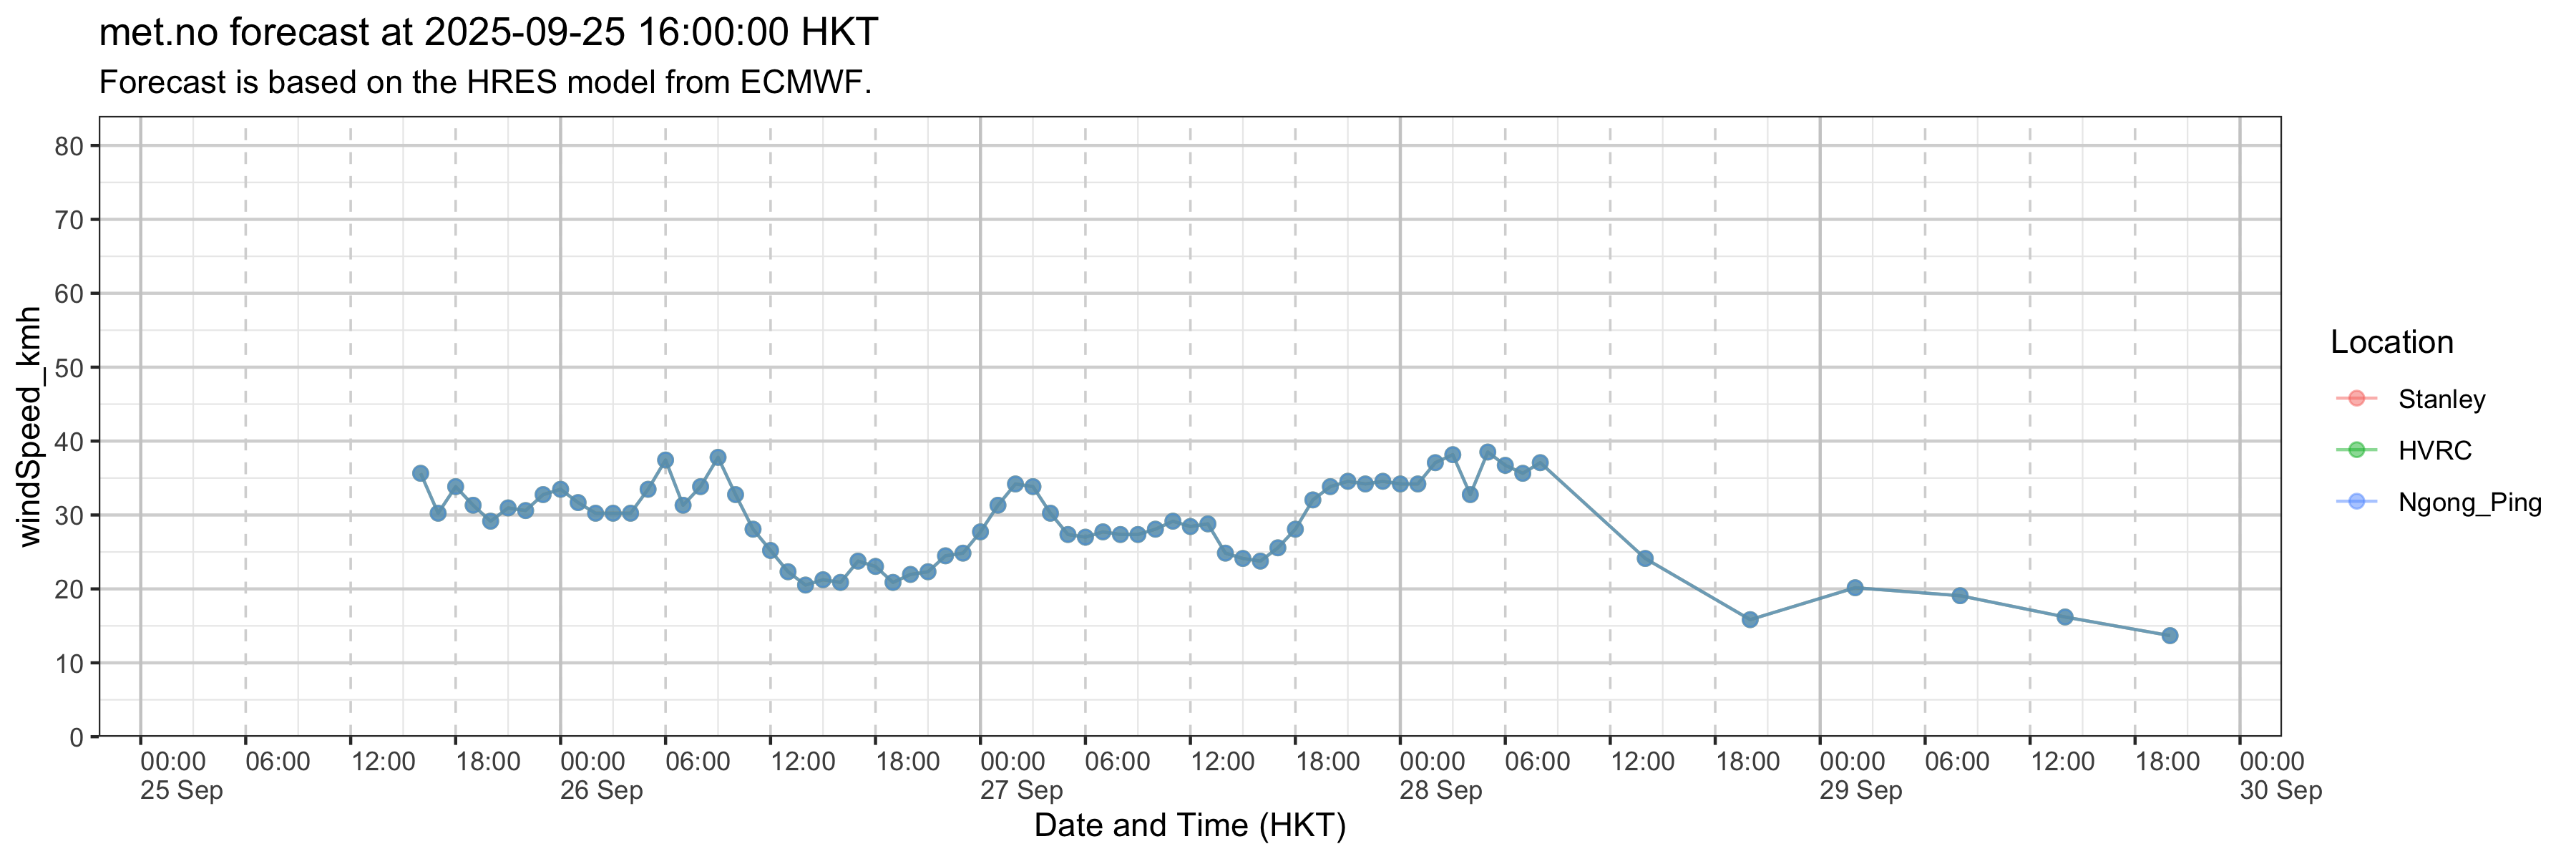 met.no forecast at 2025-09-25 16:00:00 HKT
Forecast is based on the HRES model from ECMWF.
windSpeed_kmh
80
70
60
50
40
30
20
10
0
00:00 06:00 12:00 18:00 00:00 06:00 12:00 18:00 00:00 06:00 12:00 18:00 00:00 06:00 12:00 18:00 00:00 06:00 12:00 18:00 00:00
25 Sep 26 Sep 27 Sep 28 Sep 29 Sep 30 Sep
Date and Time (HKT)
Location
Stanley
HVRC
Ngong_Ping